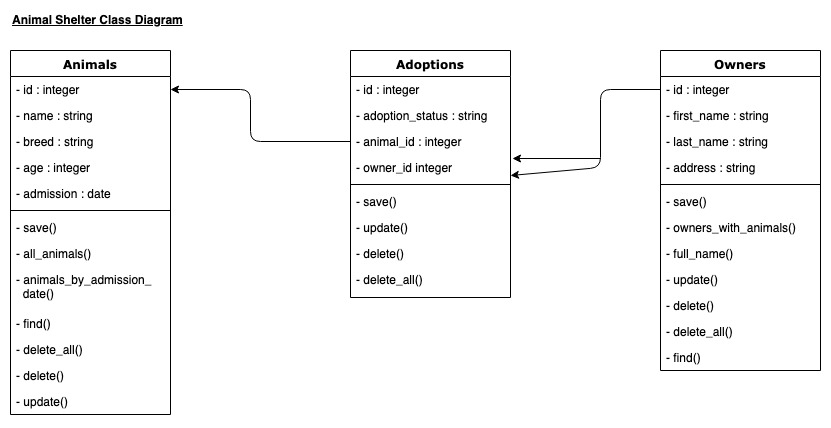 Animal Shelter Class Diagram
Animals
- id : integer
- name : string
- breed : string
- age : integer
- admission : date
- save()
- all_animals()
- animals_by_admission_
date()
- find()
- delete_all()
- delete()
- update()
Adoptions
- id : integer
- adoption_status : string
- animal_id : integer
- owner_id integer
- save()
- update()
- delete()
- delete_all()
Owners
- id : integer
- first_name : string
- last_name : string
- address : string
- save()
- owners_with_animals()
- full_name()
- update()
- delete()
- delete_all()
- find()